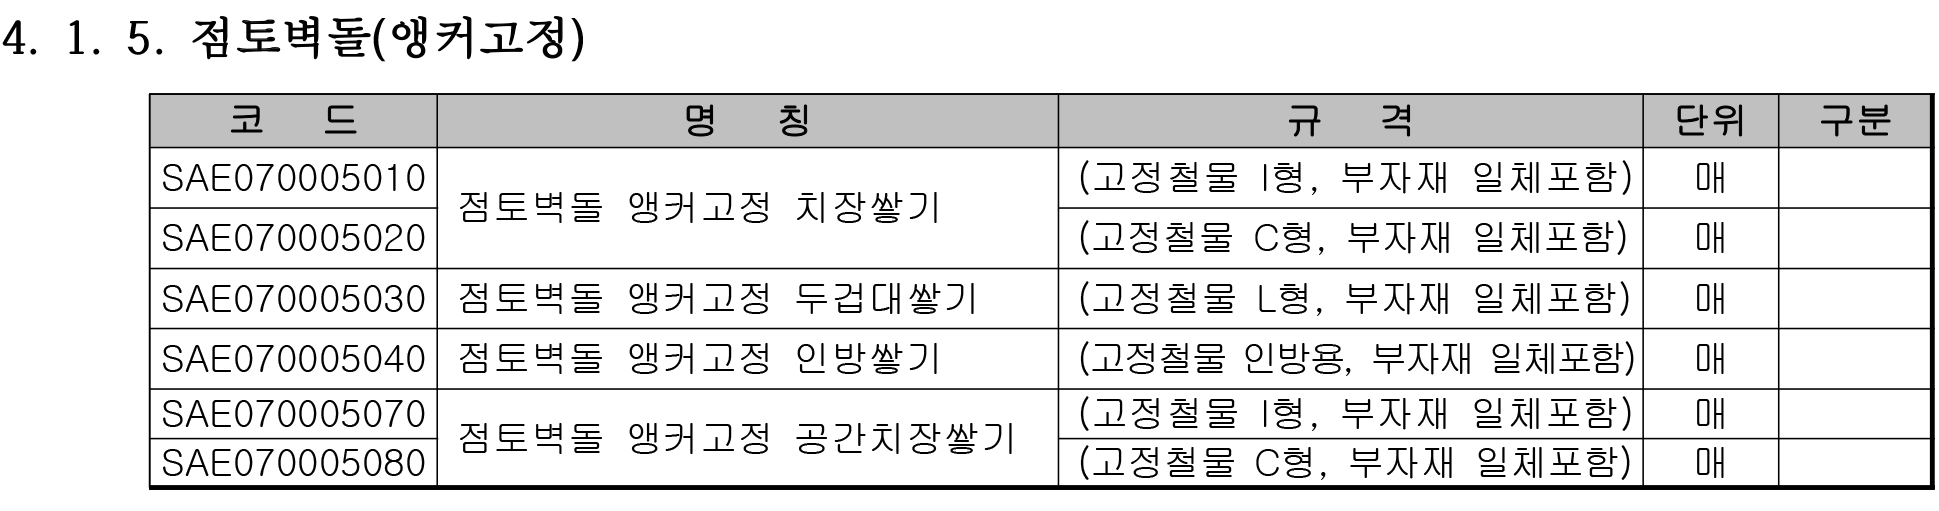 4. 1. 5. 점토벽돌(앵커고정)
코 드 명 칭 규 격 단위 구분
SAE070005010 점토벽돌 앵커고정 치장쌓기 (고정철물 I형, 부자재 일체포함) 매
SAE070005020 (고정철물 C형, 부자재 일체포함) 매
SAE070005030 점토벽돌 앵커고정 두겁대쌓기 (고정철물 L형, 부자재 일체포함) 매
SAE070005040 점토벽돌 앵커고정 인방쌓기 (고정철물 인방용, 부자재 일체포함) 매
SAE070005070 점토벽돌 앵커고정 공간치장쌓기 (고정철물 I형, 부자재 일체포함) 매
SAE070005080 (고정철물 C형, 부자재 일체포함) 매